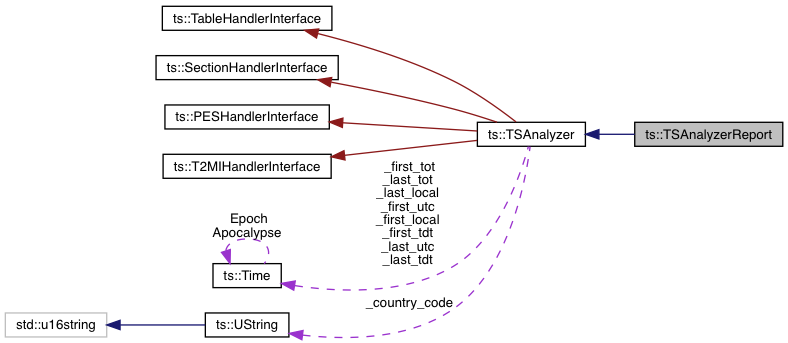 ts::TableHandlerInterface
ts::SectionHandlerInterface
ts::PESHandlerInterface
ts::T2MIHandlerInterface
ts::TSAnalyzer
ts::TSAnalyzerReport
_first_tot
_last_tot
_last_local
_first_utc
_first_local
_first_tdt
_last_utc
_last_tdt
Epoch
Apocalypse
ts::Time
_country_code
std::u16string
ts::UString